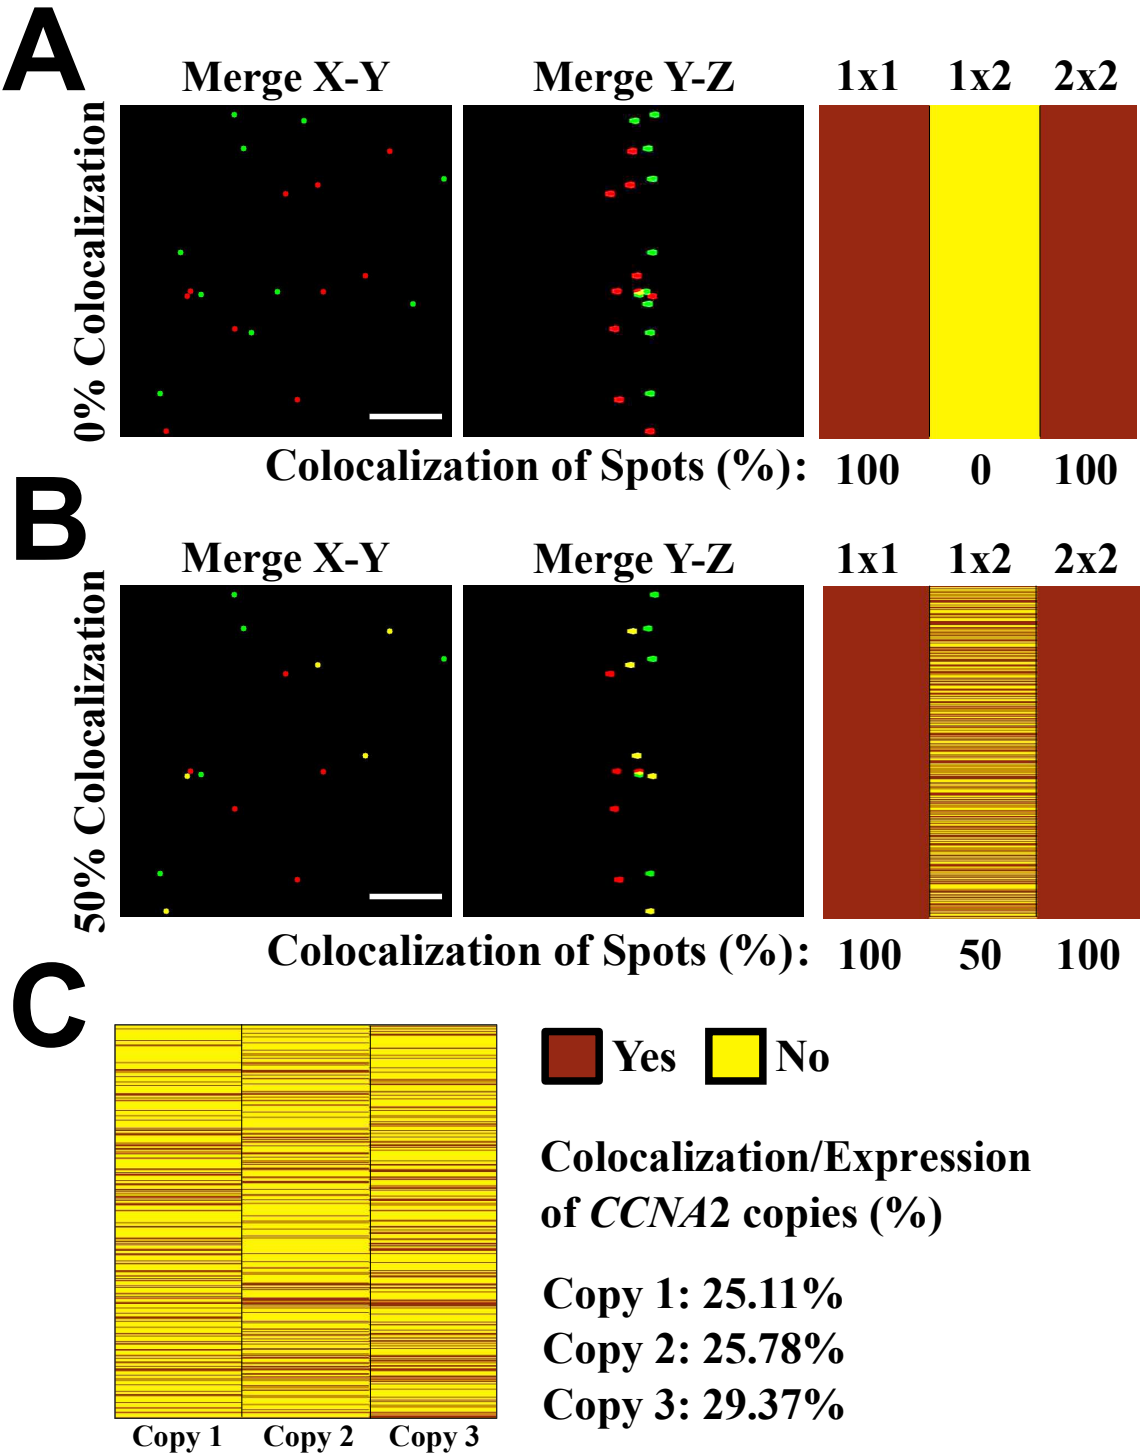 A
Merge X-Y
Merge Y-Z
1x1 1x2 2x2
0% Colocalization
Colocalization of Spots (%): 100 0 100
B
Merge X-Y
Merge Y-Z
1x1 1x2 2x2
50% Colocalization
Colocalization of Spots (%): 100 50 100
C
Yes No
Colocalization/Expression
of CCNA2 copies (%)
Copy 1: 25.11%
Copy 2: 25.78%
Copy 3: 29.37%
Copy 1 Copy 2 Copy 3